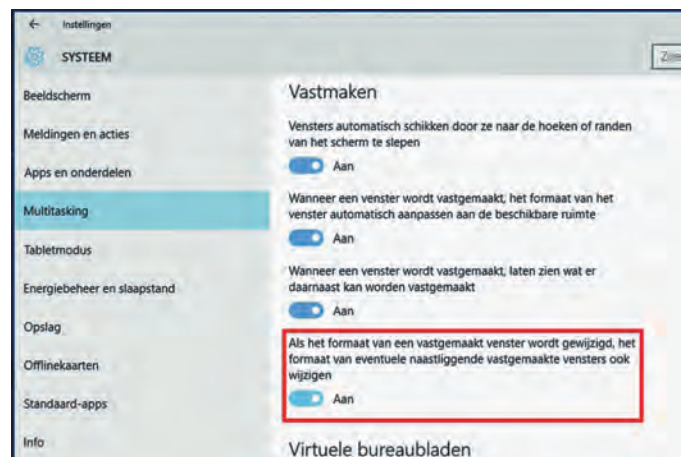 Instellingen
SYSTEEM
Beeldscherm
Meldingen en acties
Apps en onderdelen
Multitasking
Tabletmodus
Energiebeheer en slaapstand
Opslag
Offlinekaarten
Standaard-apps
Info
Vastmaken
Vensters automatisch schikken door ze naar de hoeken of randen
van het scherm te slepen
Aan
Wanneer een venster wordt vastgemaakt, het formaat van het
venster automatisch aanpassen aan de beschikbare ruimte
Aan
Wanneer een venster wordt vastgemaakt, laten zien wat er
daarnaast kan worden vastgemaakt
Aan
Als het formaat van een vastgemaakt venster wordt gewijzigd, het
formaat van eventuele naastliggende vastgemaakte vensters ook
wijzigen
Aan
Virtuele bureaubladen